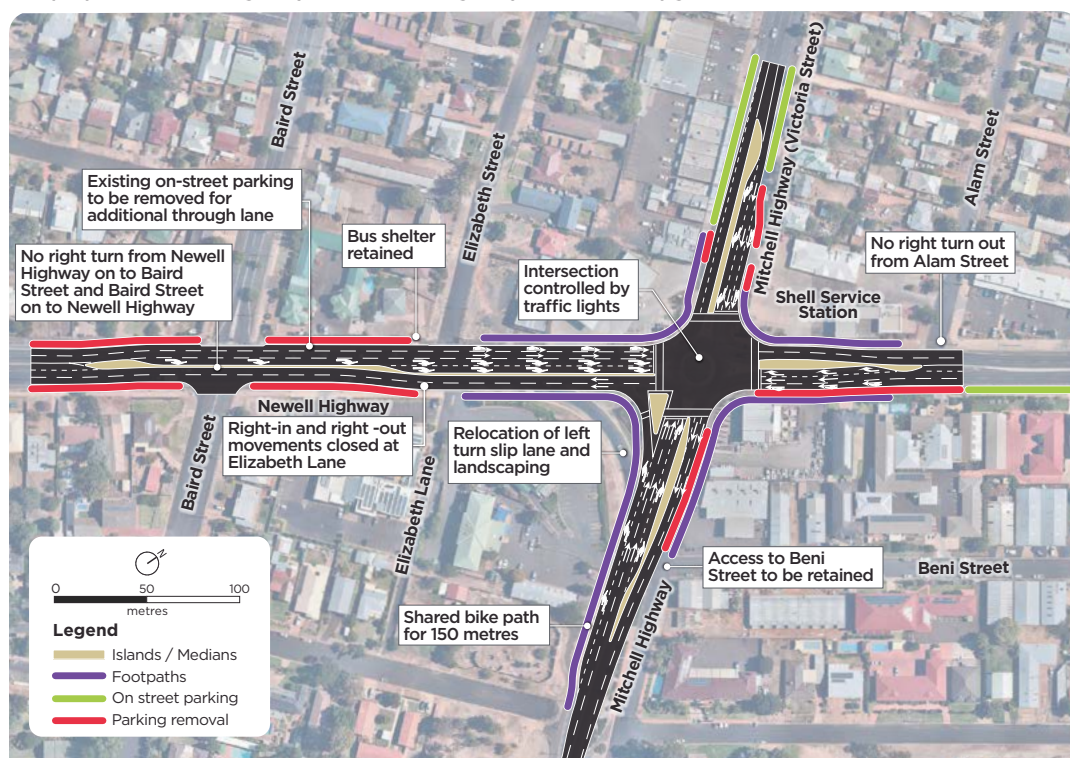 Baird Street
Elizabeth Street
Mitchell Highway (Victoria Street)
Alam Street
Existing on-street parking
to be removed for
additional through lane
No right turn from Newell
Highway on to Baird
Street and Baird Street
on to Newell Highway
Bus shelter
retained
Intersection
controlled by
traffic lights
No right turn out
from Alam Street
Shell Service
Station
Newell Highway
Right-in and right -out
movements closed at
Elizabeth Lane
Relocation of left
turn slip lane and
landscaping
Baird Street
Elizabeth Lane
Access to Beni
Street to be retained
Beni Street
Shared bike path
for 150 metres
Mitchell Highway
N
0 50 100
metres
Legend
Islands / Medians
Footpaths
On street parking
Parking removal